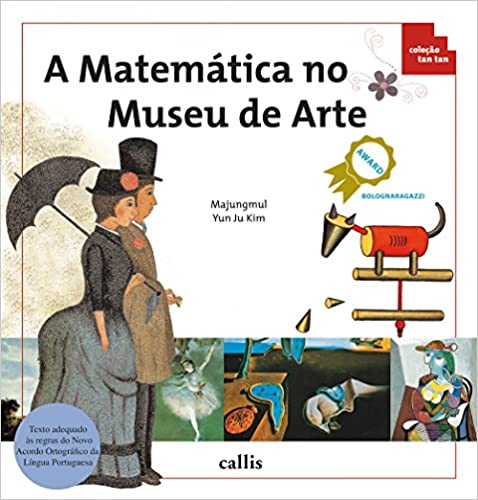 coleção
tan tan
A Matemática no
Museu de Arte
AWARD
BOLOGNARAGAZZI
Majungmul
Yun Ju Kim
Texto adequado
às regras do Novo
Acordo Ortográfico da
Língua Portuguesa
callis